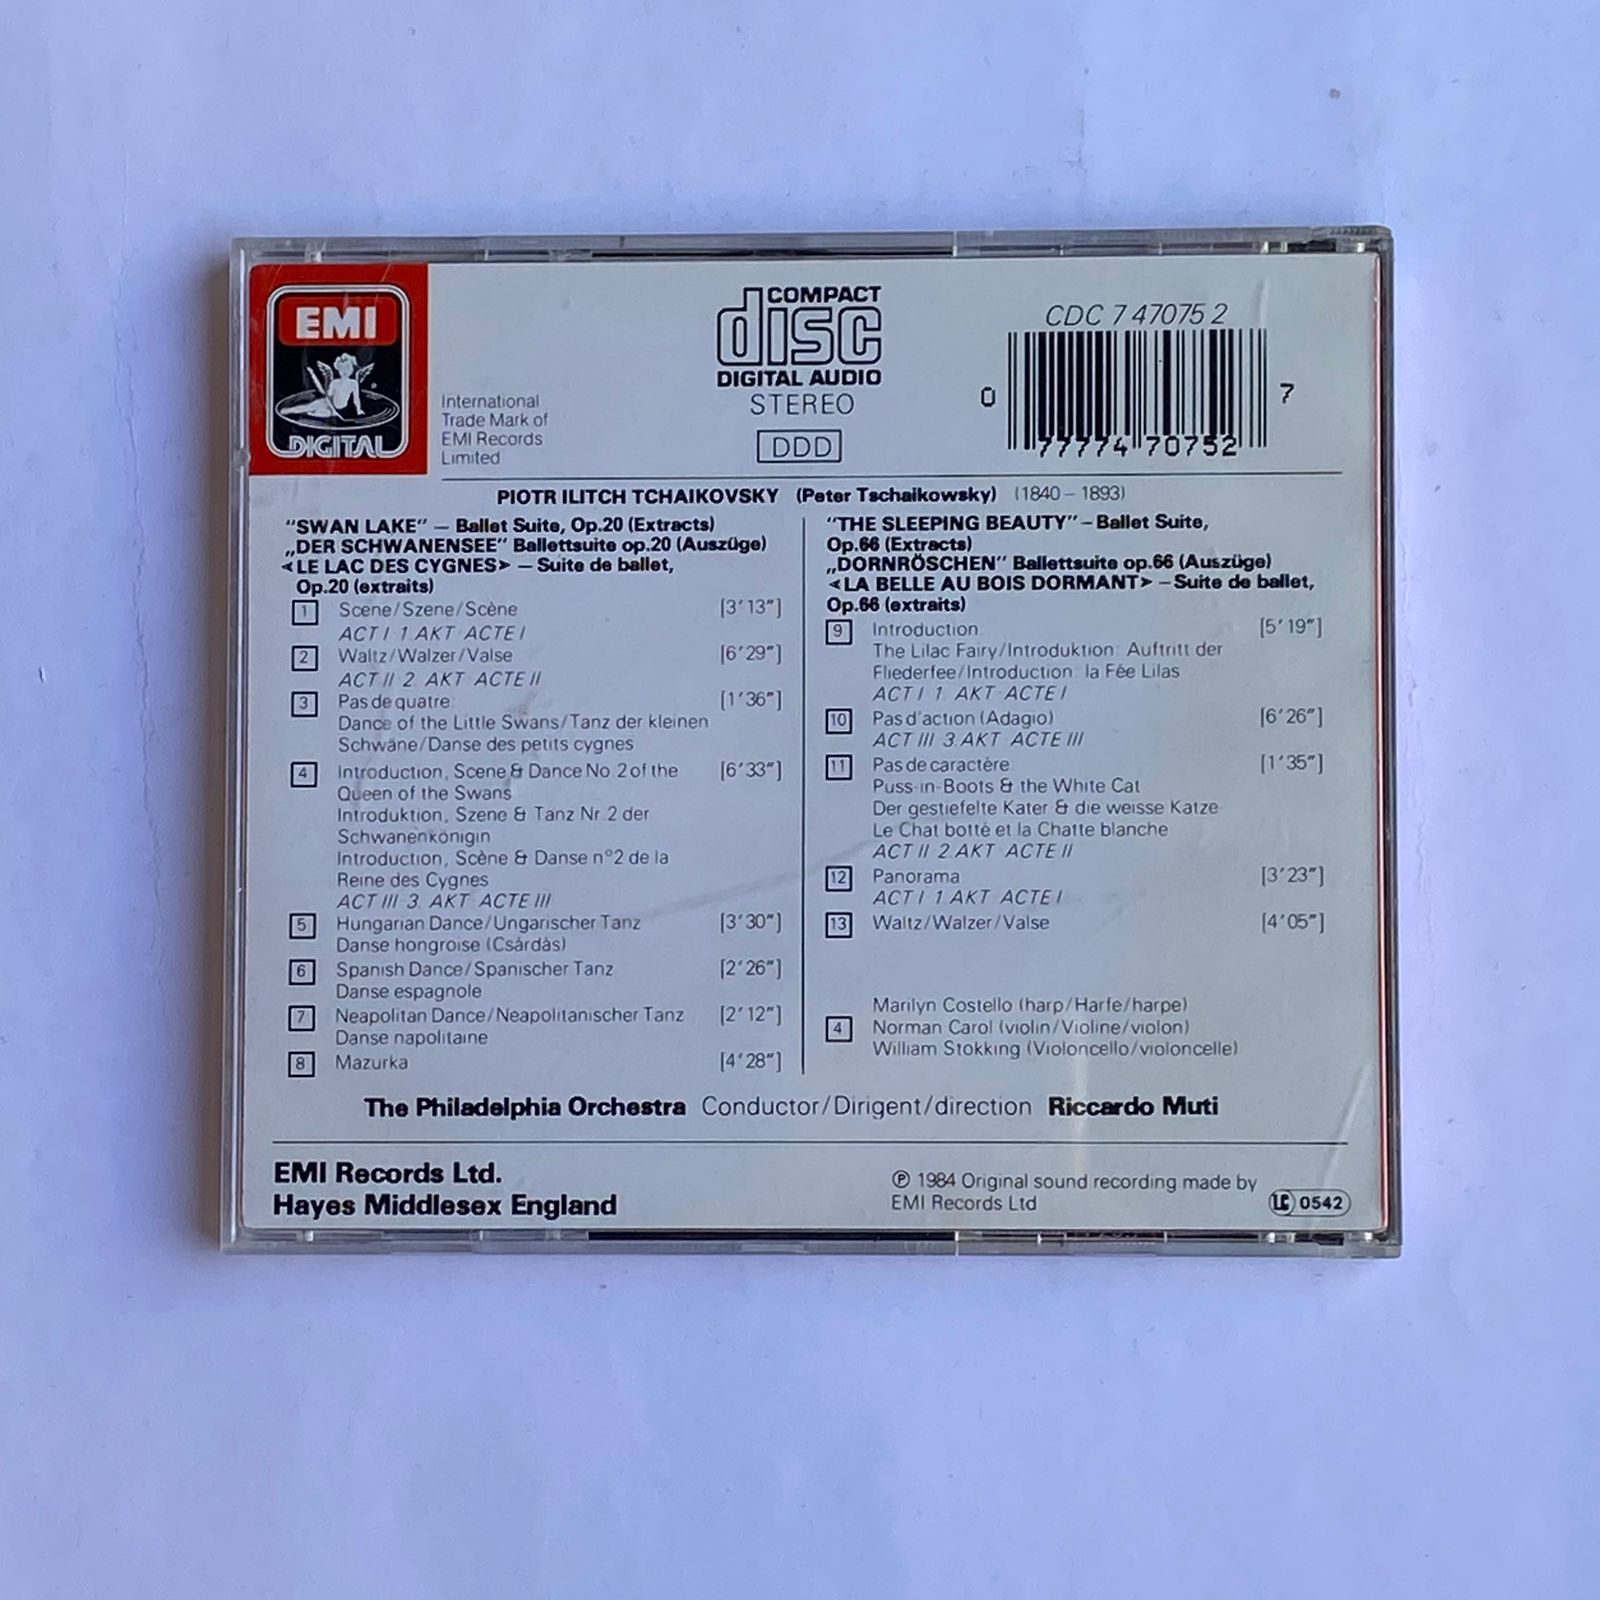 EMI
DIGITAL
International
Trade Mark of
EMI Records
Limited
COMPACT
disc
DIGITAL AUDIO
STEREO
DDD
CDC 7 47075 2
0 77774 70752 7
PIOTR ILITCH TCHAIKOVSKY (Peter Tschaikowsky) (1840–1893)
"SWAN LAKE" – Ballet Suite, Op.20 (Extracts)
„DER SCHWANENSEE" Ballettsuite op.20 (Auszüge)
<LE LAC DES CYGNES> – Suite de ballet,
Op.20 (extraits)
1 Scene/Szene/Scène [3'13"]
ACT I 1. AKT ACTE I
2 Waltz/Walzer/Valse [6'29"]
ACT II 2. AKT ACTE II
3 Pas de quatre [1'36"]
Dance of the Little Swans/Tanz der kleinen
Schwäne/Danse des petits cygnes
4 Introduction, Scene & Dance No. 2 of the [6'33"]
Queen of the Swans
Introduktion, Szene & Tanz Nr. 2 der
Schwanenkönigin
Introduction, Scène & Danse n°2 de la
Reine des Cygnes
ACT III 3. AKT ACTE III
5 Hungarian Dance/Ungarischer Tanz [3'30"]
Danse hongroise (Csárdás)
6 Spanish Dance/Spanischer Tanz [2'26"]
Danse espagnole
7 Neapolitan Dance/Neapolitanischer Tanz [2'12"]
Danse napolitaine
8 Mazurka [4'28"]
"THE SLEEPING BEAUTY" – Ballet Suite,
Op.66 (Extracts)
„DORNRÖSCHEN" Ballettsuite op.66 (Auszüge)
<LA BELLE AU BOIS DORMANT> – Suite de ballet,
Op.66 (extraits)
9 Introduction [5'19"]
The Lilac Fairy/Introduktion: Auftritt der
Fliederfee/Introduction: la Fée Lilas
ACT I 1. AKT ACTE I
10 Pas d'action (Adagio) [6'26"]
ACT III 3. AKT ACTE III
11 Pas de caractère [1'35"]
Puss-in-Boots & the White Cat
Der gestiefelte Kater & die weisse Katze
Le Chat botté et la Chatte blanche
ACT II 2. AKT ACTE II
12 Panorama [3'23"]
ACT I 1. AKT ACTE I
13 Waltz/Walzer/Valse [4'05"]
Marilyn Costello (harp/Harfe/harpe)
4 Norman Carol (violin/Violine/violon)
William Stokking (Violoncello/violoncelle)
The Philadelphia Orchestra Conductor/Dirigent/direction Riccardo Muti
EMI Records Ltd.
Hayes Middlesex England
℗ 1984 Original sound recording made by
EMI Records Ltd
LC 0542